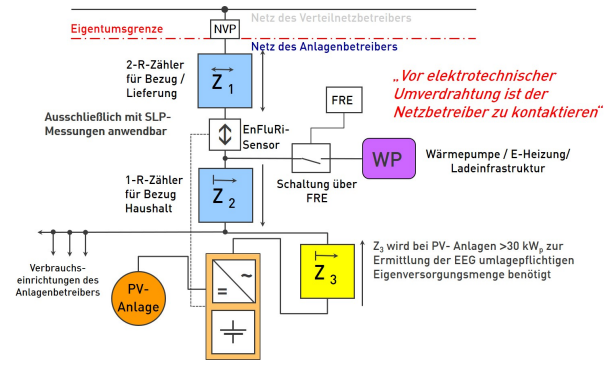 Netz des Verteilnetzbetreibers
Eigentumsgrenze
NVP
Netz des Anlagenbetreibers
2-R-Zähler
für Bezug /
Lieferung
Z 1
„Vor elektrotechnischer
Umverdrahtung ist der
Netzbetreiber zu kontaktieren“
FRE
Ausschließlich mit SLP-
Messungen anwendbar
EnFluRi-
Sensor
WP
Wärmepumpe / E-Heizung/
Ladeinfrastruktur
Schaltung über
FRE
1-R-Zähler
für Bezug
Haushalt
Z 2
Verbrauchs-
einrichtungen des
Anlagenbetreibers
PV-
Anlage
Z 3
Z3 wird bei PV- Anlagen >30 kWp zur
Ermittlung der EEG umlagepflichtigen
Eigenversorgungsmenge benötigt